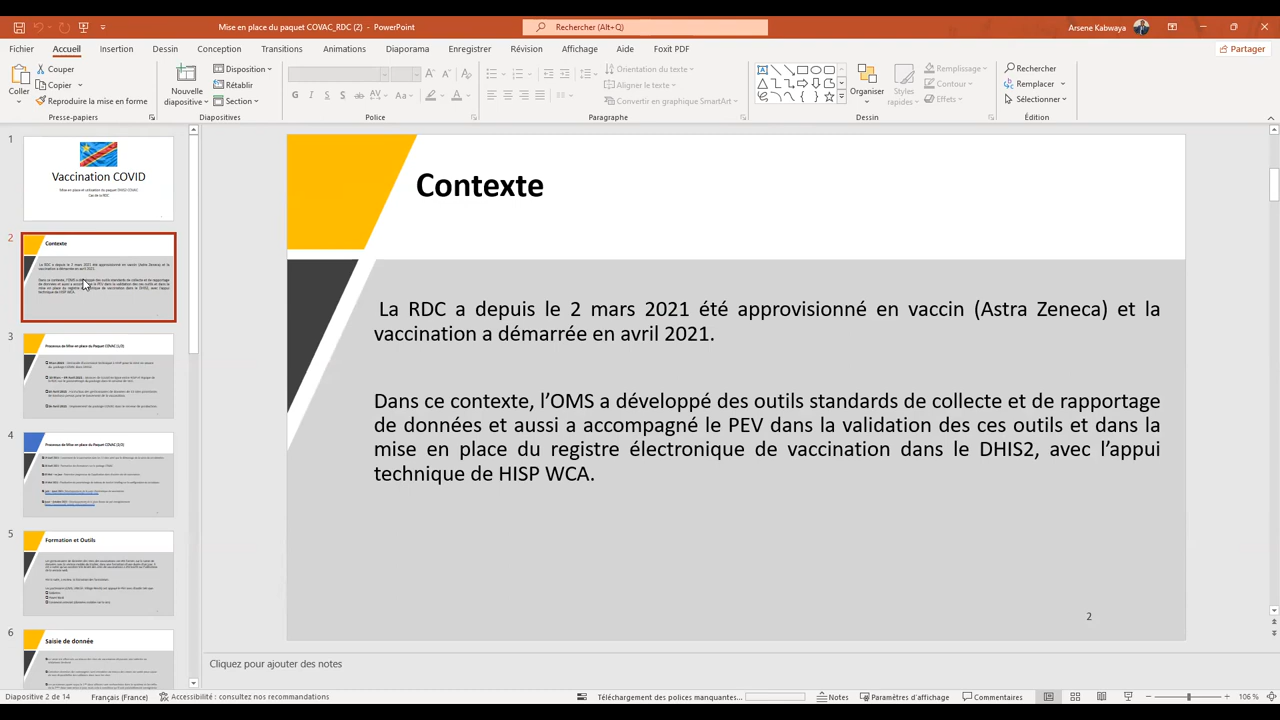 Mise en place du paquet COVAC_RDC (2) - PowerPoint
Rechercher (Alt+Q)
Arsene Kabwaya
Fichier Accueil Insertion Dessin Conception Transitions Animations Diaporama Enregistrer Révision Affichage Aide Foxit PDF
Partager
Coller
Couper
Copier
Reproduire la mise en forme
Presse-papiers
Nouvelle diapositive
Disposition
Rétablir
Section
Diapositives
G I S S ab AV Aa A
Police
Orientation du texte
Aligner le texte
Convertir en graphique SmartArt
Paragraphe
Organiser
Styles rapides
Remplissage
Contour
Effets
Dessin
Rechercher
Remplacer
Sélectionner
Édition
1
Vaccination COVID
2
Contexte
3
Processus de Mise en place du Paquet COVAC (1/2)
4
Processus de Mise en place du Paquet COVAC (2/2)
5
Formation et Outils
6
Saisie de donnée
Contexte
La RDC a depuis le 2 mars 2021 été approvisionné en vaccin (Astra Zeneca) et la
vaccination a démarrée en avril 2021.
Dans ce contexte, l'OMS a développé des outils standards de collecte et de rapportage
de données et aussi a accompagné le PEV dans la validation des ces outils et dans la
mise en place du registre électronique de vaccination dans le DHIS2, avec l'appui
technique de HISP WCA.
2
Cliquez pour ajouter des notes
Diapositive 2 de 14 Français (France) Accessibilité : consultez nos recommandations Téléchargement des polices manquantes... Notes Paramètres d'affichage Commentaires 106 %